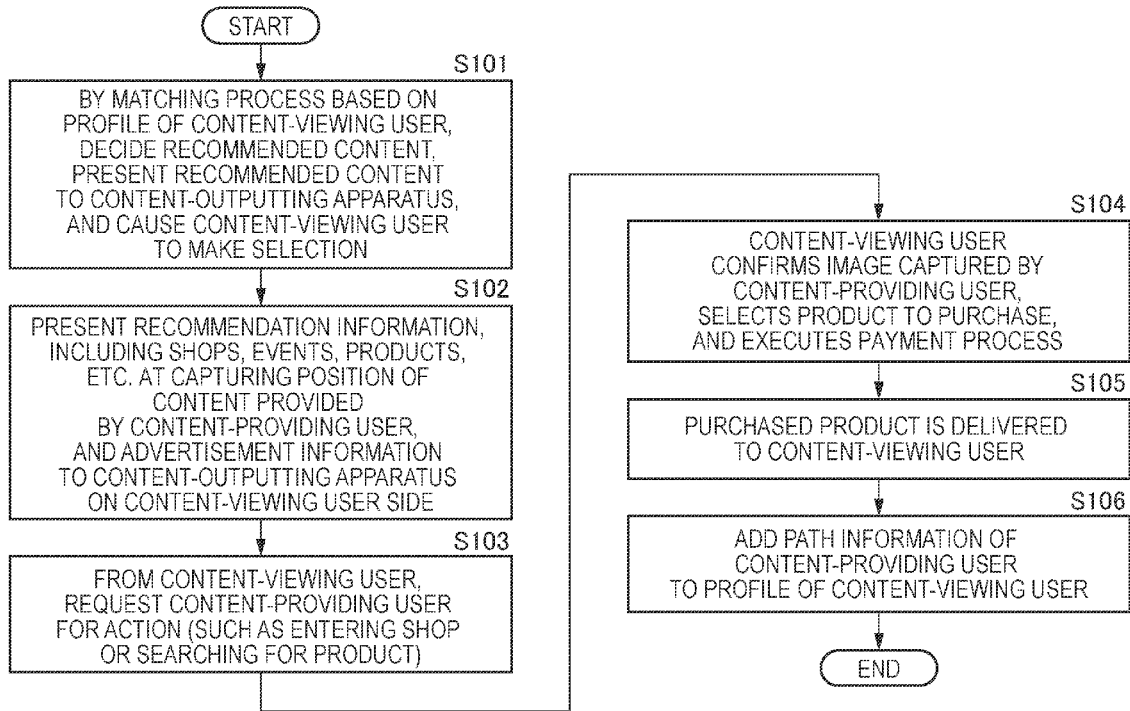 START
S101
BY MATCHING PROCESS BASED ON
PROFILE OF CONTENT-VIEWING USER,
DECIDE RECOMMENDED CONTENT,
PRESENT RECOMMENDED CONTENT
TO CONTENT-OUTPUTTING APPARATUS,
AND CAUSE CONTENT-VIEWING USER
TO MAKE SELECTION
S102
PRESENT RECOMMENDATION INFORMATION,
INCLUDING SHOPS, EVENTS, PRODUCTS,
ETC. AT CAPTURING POSITION OF
CONTENT PROVIDED
BY CONTENT-PROVIDING USER,
AND ADVERTISEMENT INFORMATION
TO CONTENT-OUTPUTTING APPARATUS
ON CONTENT-VIEWING USER SIDE
S103
FROM CONTENT-VIEWING USER,
REQUEST CONTENT-PROVIDING USER
FOR ACTION (SUCH AS ENTERING SHOP
OR SEARCHING FOR PRODUCT)
S104
CONTENT-VIEWING USER
CONFIRMS IMAGE CAPTURED BY
CONTENT-PROVIDING USER,
SELECTS PRODUCT TO PURCHASE,
AND EXECUTES PAYMENT PROCESS
S105
PURCHASED PRODUCT IS DELIVERED
TO CONTENT-VIEWING USER
S106
ADD PATH INFORMATION OF
CONTENT-PROVIDING USER
TO PROFILE OF CONTENT-VIEWING USER
END